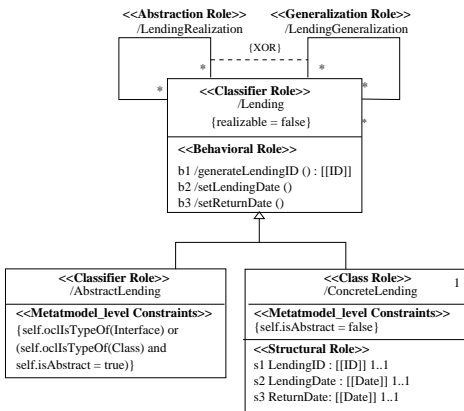 <<Abstraction Role>>
/LendingRealization
<<Generalization Role>>
/LendingGeneralization
{XOR}
*
*
*
*
*
<<Classifier Role>>
/Lending
{realizable = false}
<<Behavioral Role>>
b1 /generateLendingID () : [[ID]]
b2 /setLendingDate ()
b3 /setReturnDate ()
<<Classifier Role>>
/AbstractLending
<<Metatmodel_level Constraints>>
{self.oclIsTypeOf(Interface) or
(self.oclIsTypeOf(Class) and
self.isAbstract = true)}
<<Class Role>>
1
/ConcreteLending
<<Metatmodel_level Constraints>>
{self.isAbstract = false}
<<Structural Role>>
s1 LendingID : [[ID]] 1..1
s2 LendingDate : [[Date]] 1..1
s3 ReturnDate: [[Date]] 1..1